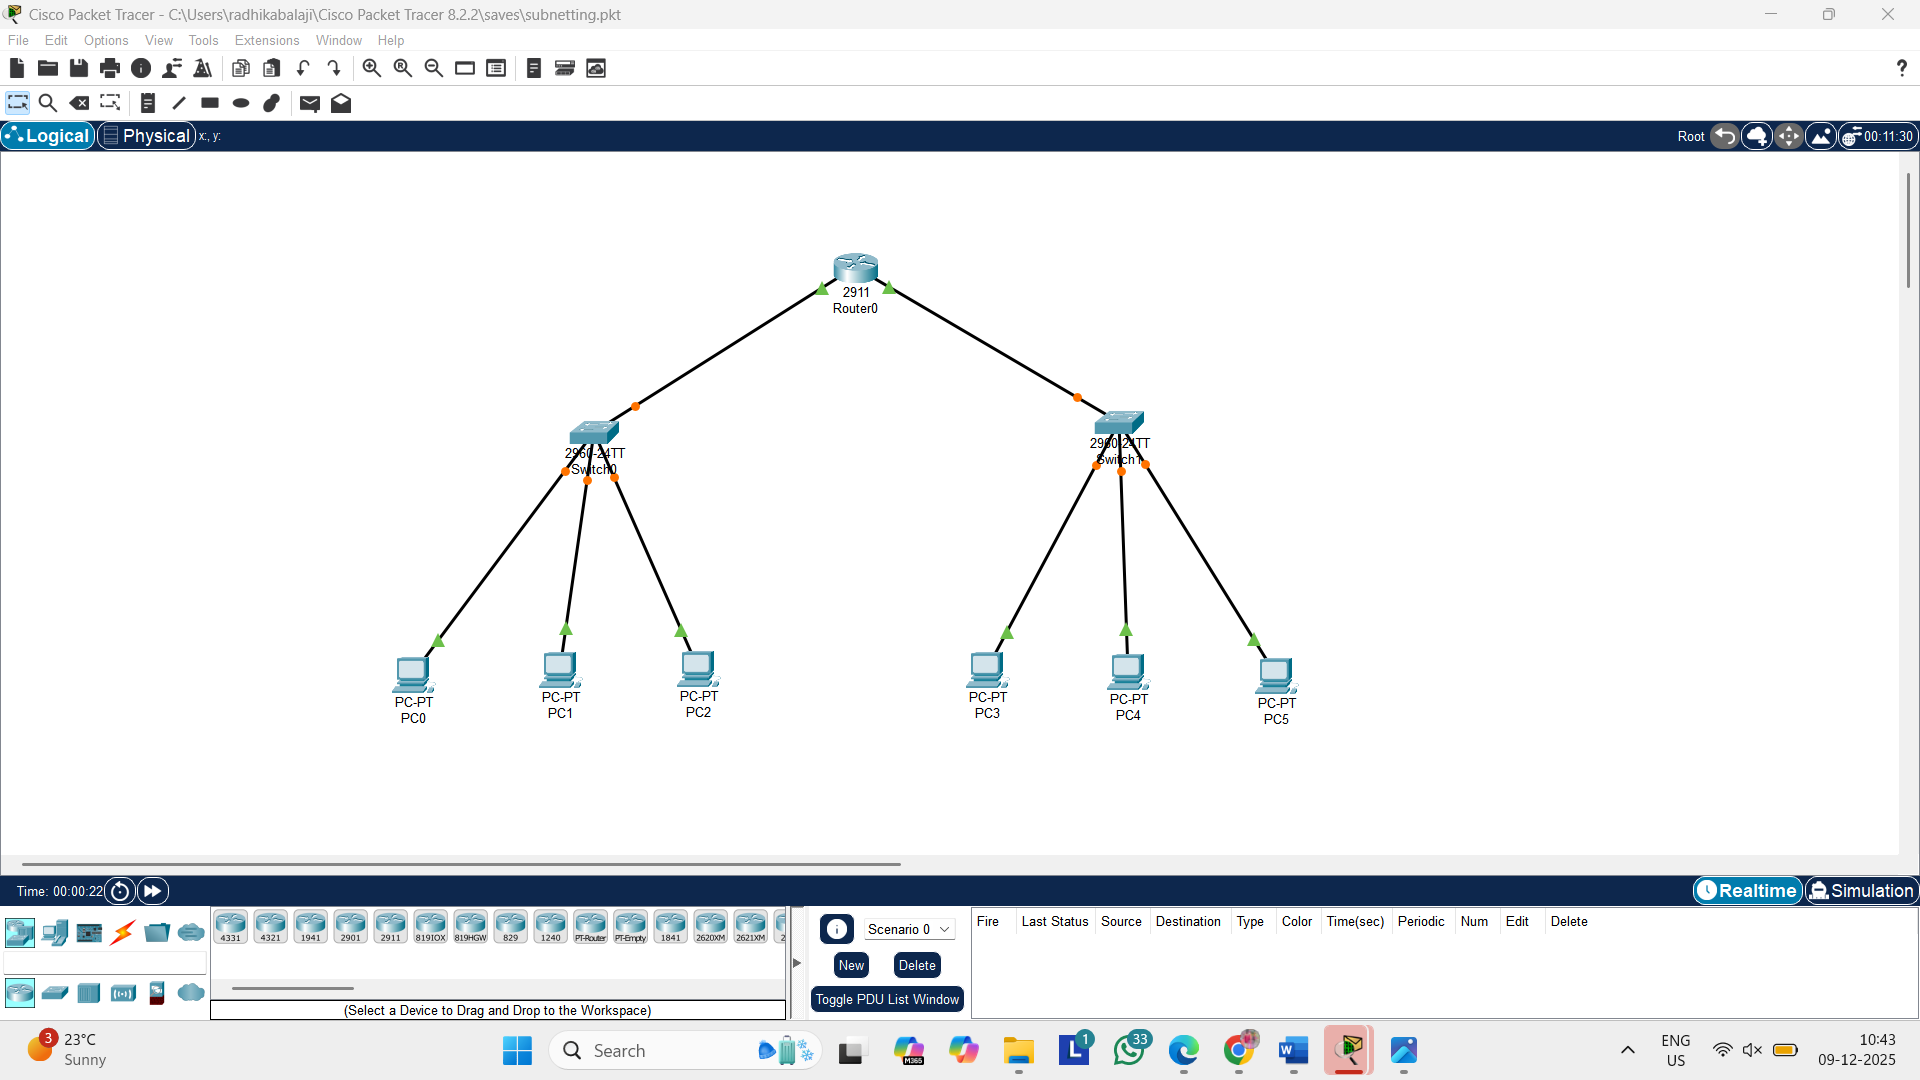 Cisco Packet Tracer - C:\Users\radhikabalaji\Cisco Packet Tracer 8.2.2\saves\subnetting.pkt
File Edit Options View Tools Extensions Window Help
?
Logical Physical x:, y: Root 00:11:30
2911
Router0
2960-24TT
Switch0
2960-24TT
Switch1
PC-PT
PC0
PC-PT
PC1
PC-PT
PC2
PC-PT
PC3
PC-PT
PC4
PC-PT
PC5
Time: 00:00:22 Realtime Simulation
4331 4321 1941 2901 2911 819IOX 819HGW 829 1240 PT-Router PT-Empty 1841 2620XM 2621XM 2
(Select a Device to Drag and Drop to the Workspace)
Scenario 0
New Delete
Toggle PDU List Window
Fire Last Status Source Destination Type Color Time(sec) Periodic Num Edit Delete
3 23°C
Sunny
Search
M365
1
33
ENG
US
10:43
09-12-2025